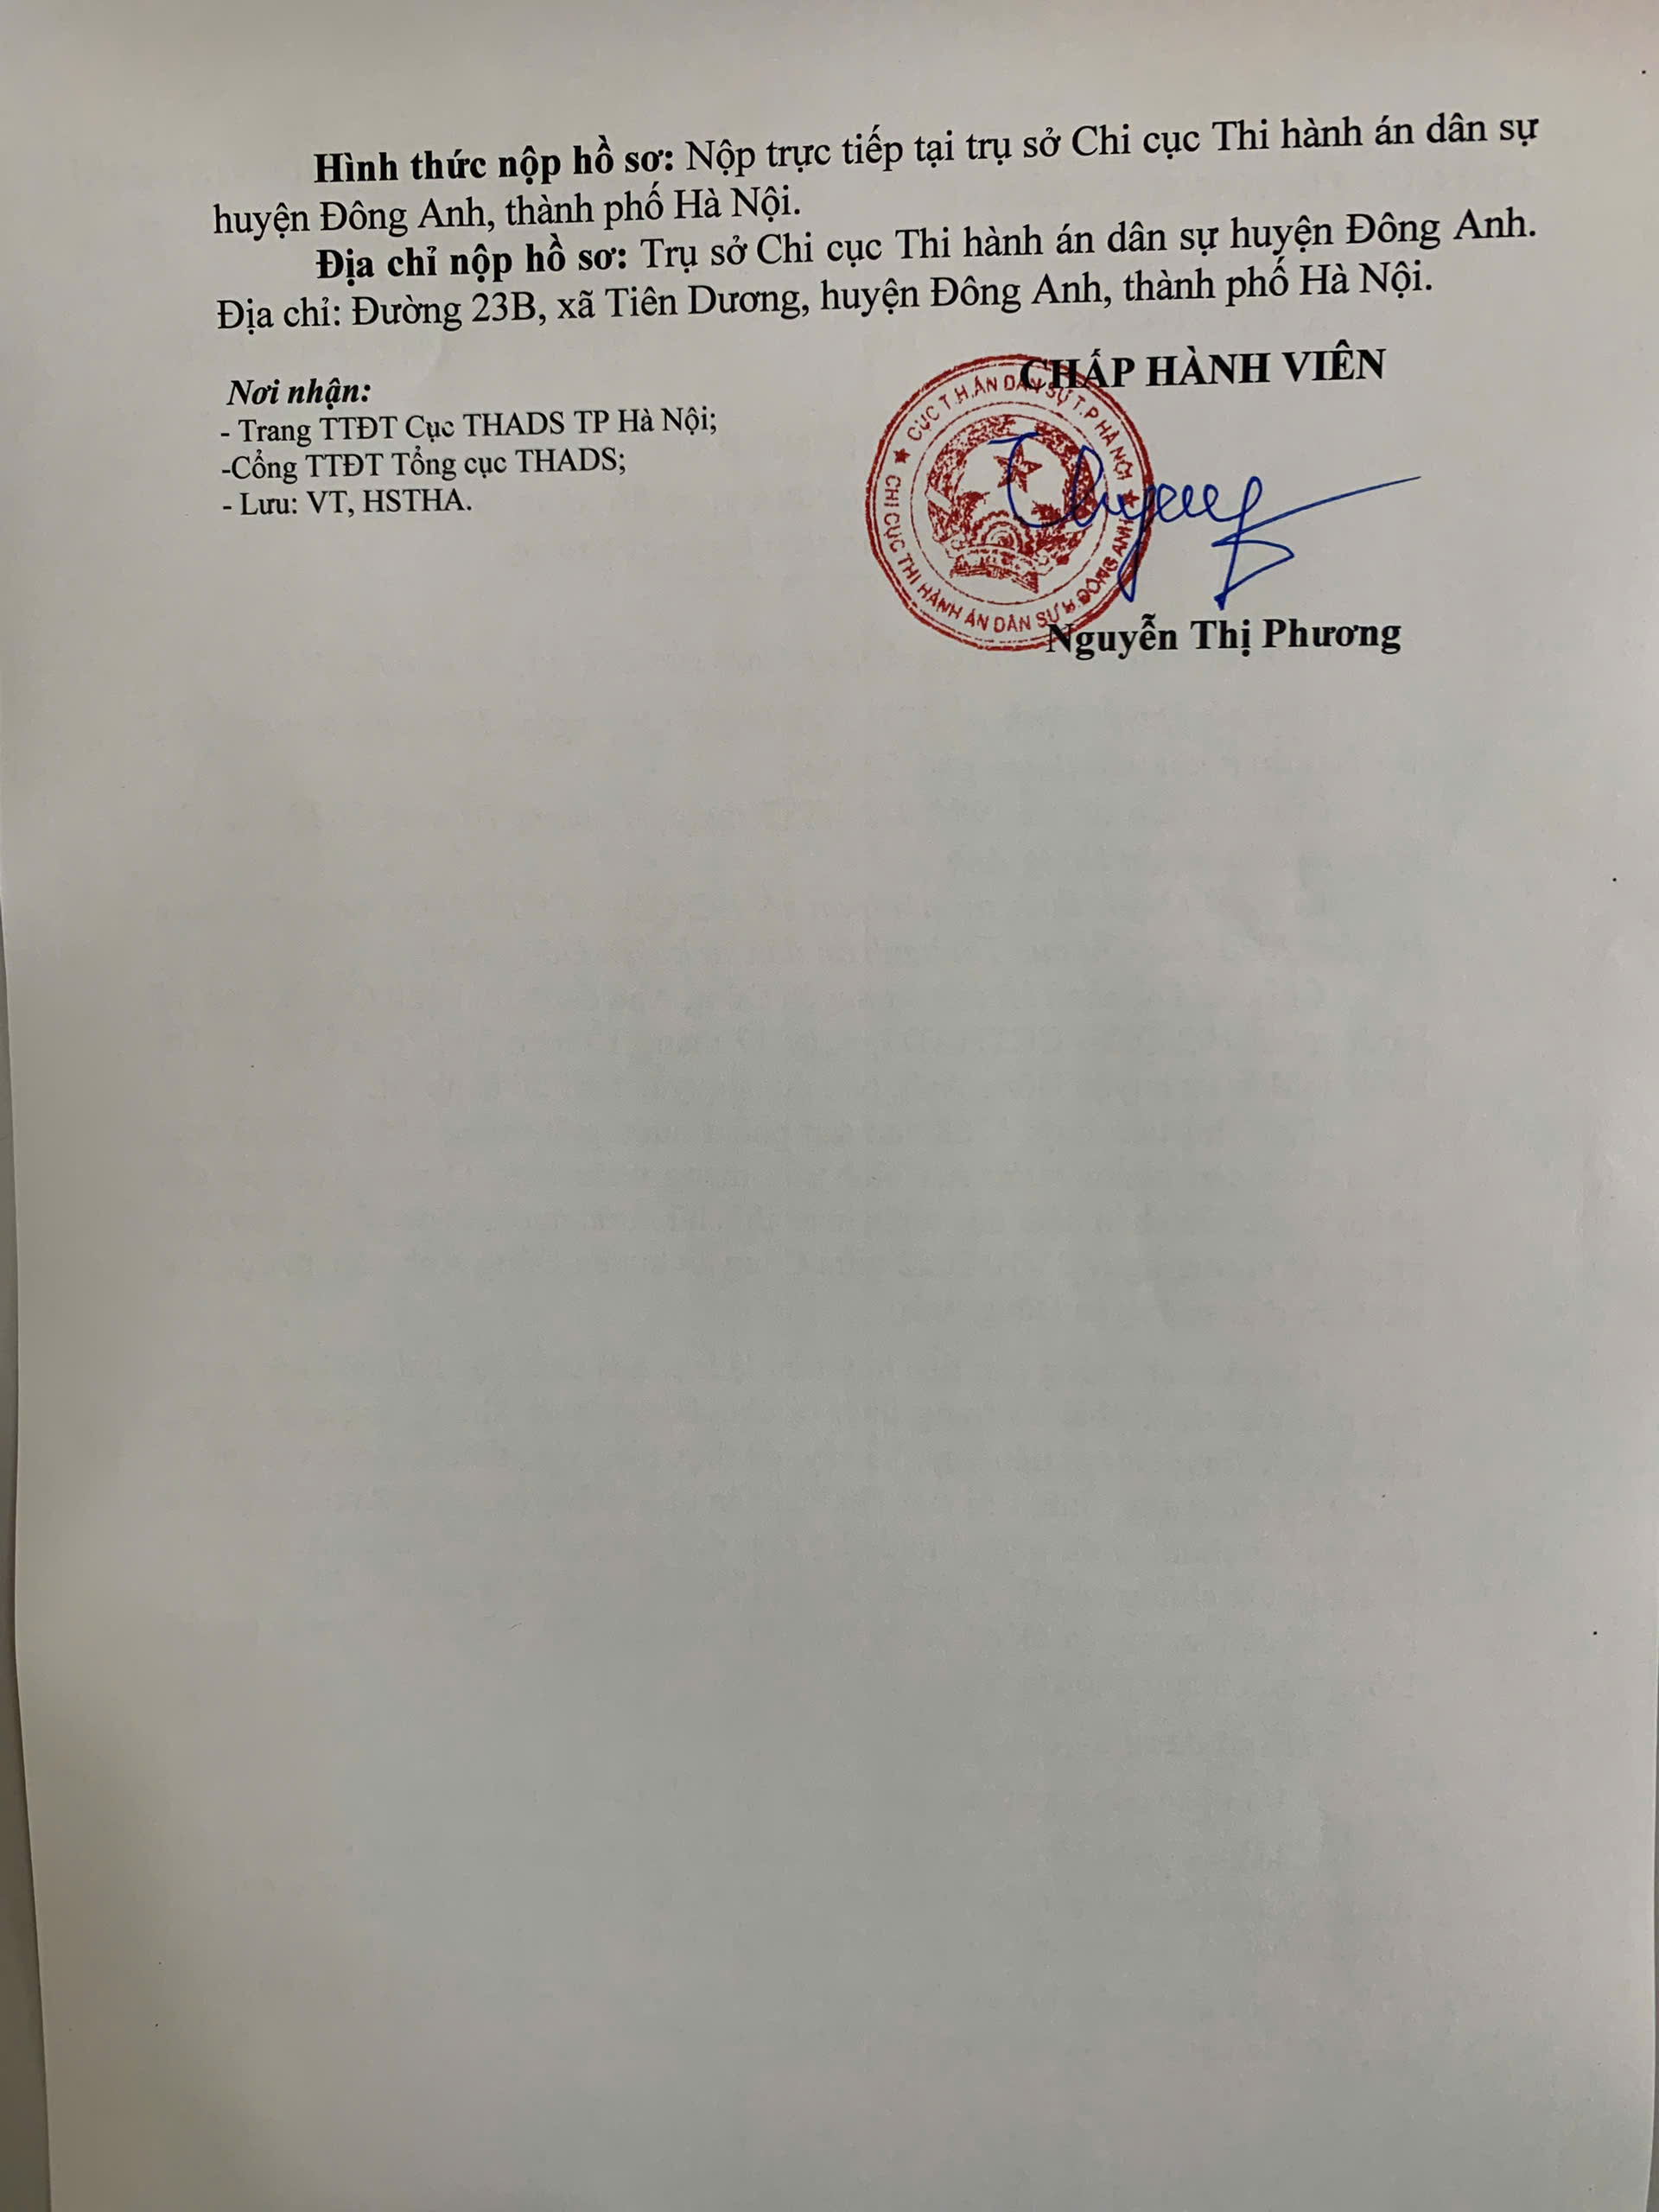 Hình thức nộp hồ sơ: Nộp trực tiếp tại trụ sở Chi cục Thi hành án dân sự
huyện Đông Anh, thành phố Hà Nội.
Địa chỉ nộp hồ sơ: Trụ sở Chi cục Thi hành án dân sự huyện Đông Anh.
Địa chỉ: Đường 23B, xã Tiên Dương, huyện Đông Anh, thành phố Hà Nội.
Nơi nhận:
- Trang TTĐT Cục THADS TP Hà Nội;
-Cổng TTĐT Tổng cục THADS;
- Lưu: VT, HSTHA.
CHẤP HÀNH VIÊN
CỤC T.H.ÁN DÂN SỰ T.P HÀ NỘI
CHI CỤC THI HÀNH ÁN DÂN SỰ H. ĐÔNG ANH
Nguyễn Thị Phương